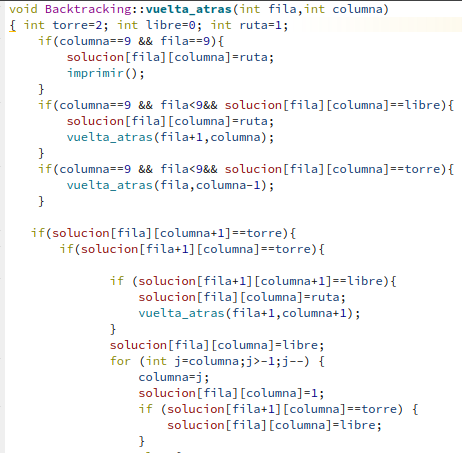 void Backtracking::vuelta_atras(int fila,int columna)
{ int torre=2; int libre=0; int ruta=1;
    if(columna==9 && fila==9){
        solucion[fila][columna]=ruta;
        imprimir();
    }
    if(columna==9 && fila<9&& solucion[fila][columna]==libre){
        solucion[fila][columna]=ruta;
        vuelta_atras(fila+1,columna);
    }
    if(columna==9 && fila<9&& solucion[fila][columna]==torre){
        vuelta_atras(fila,columna-1);
    }
   if(solucion[fila][columna+1]==torre){
       if(solucion[fila+1][columna]==torre){
              if (solucion[fila+1][columna+1]==libre){
                  solucion[fila][columna]=ruta;
                  vuelta_atras(fila+1,columna+1);
              }
              solucion[fila][columna]=libre;
              for (int j=columna;j>-1;j--) {
                  columna=j;
                  solucion[fila][columna]=1;
                  if (solucion[fila+1][columna]==torre) {
                      solucion[fila][columna]=libre;
                  }